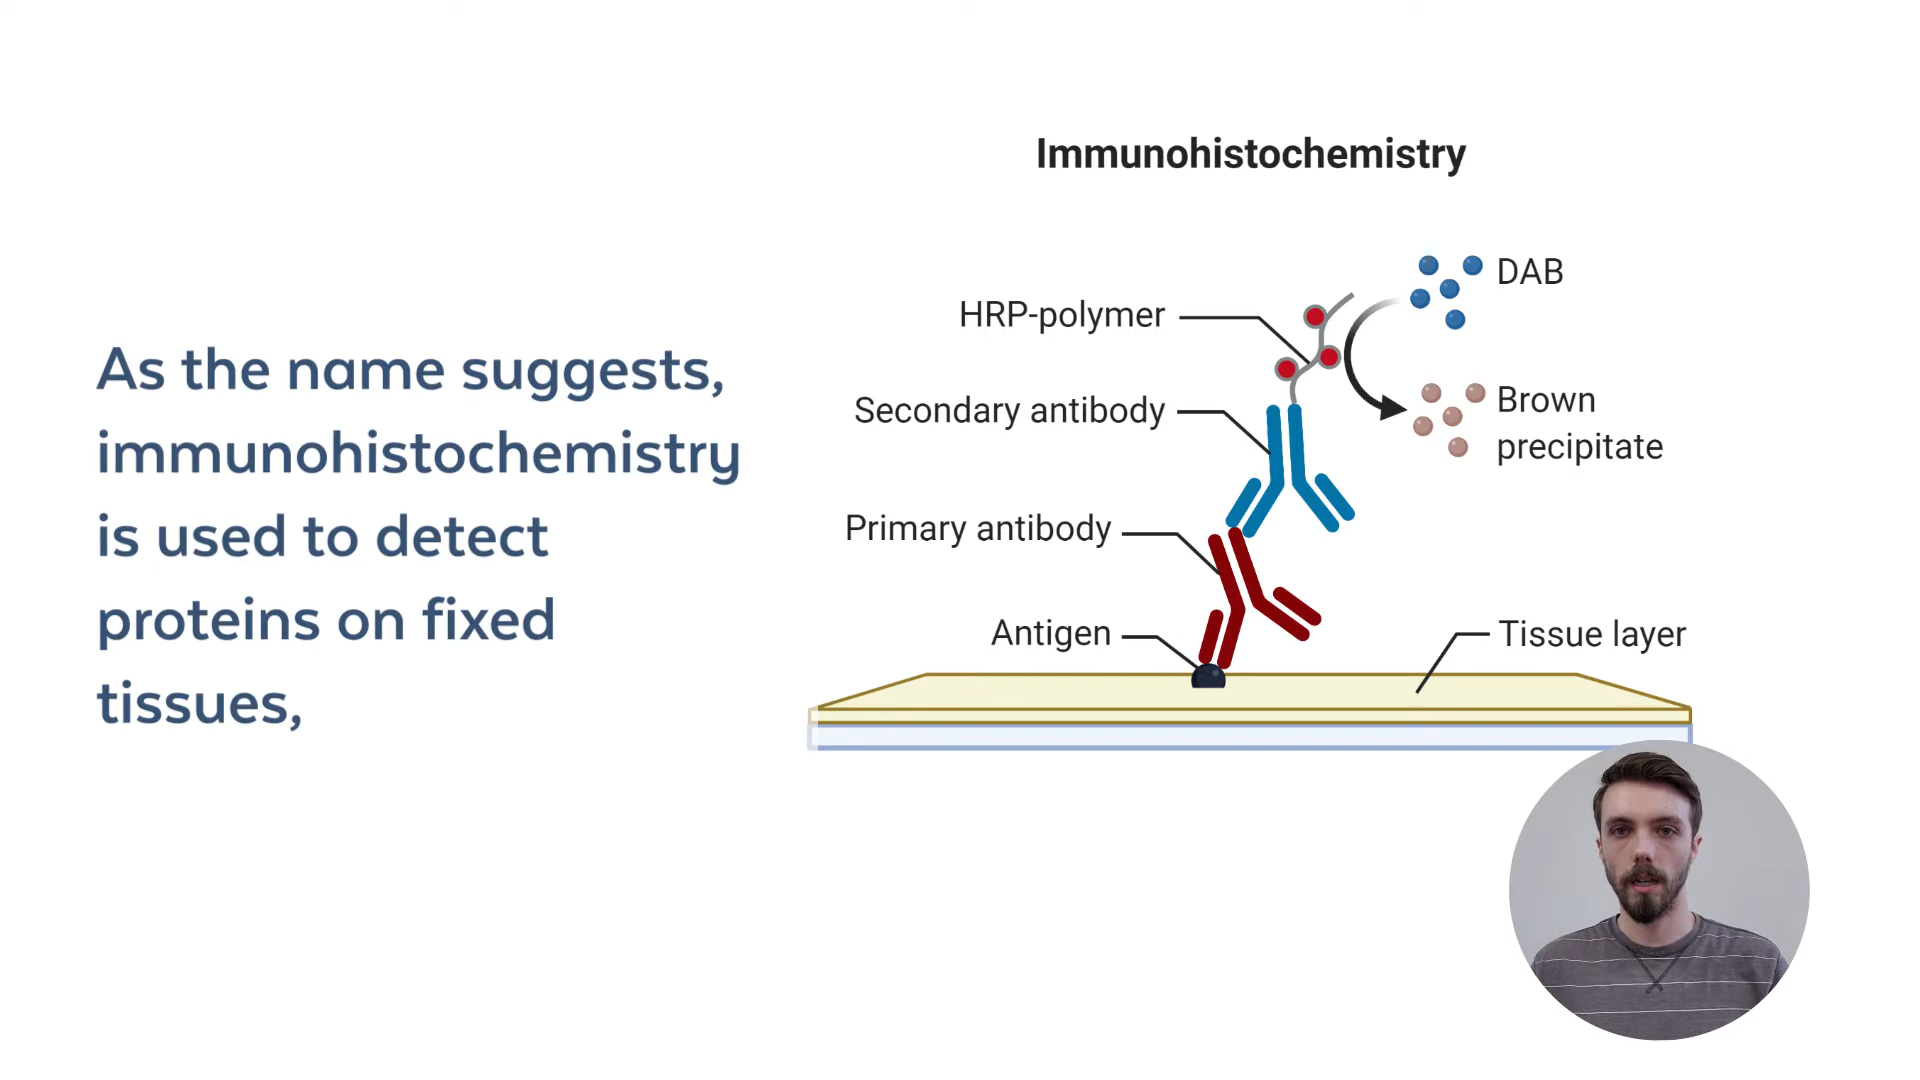 Immunohistochemistry
As the name suggests,
immunohistochemistry
is used to detect
proteins on fixed
tissues,
DAB
HRP-polymer
Brown
precipitate
Secondary antibody
Primary antibody
Antigen
Tissue layer